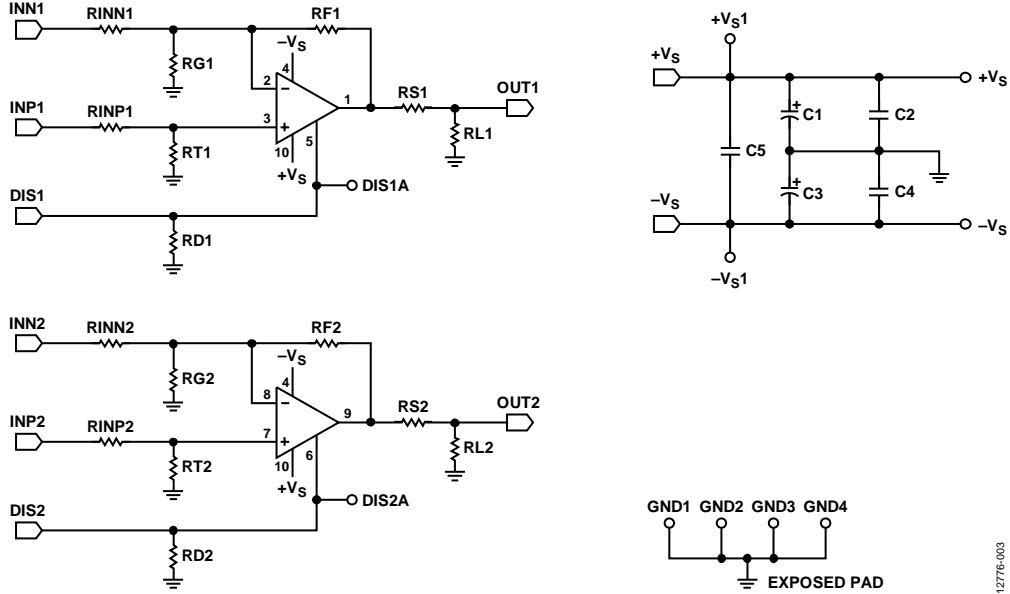 INN1
RINN1
RF1
–VS
RG1
4
2
–
1
RS1
OUT1
INP1
RINP1
3
+
RL1
RT1
10
5
+VS
DIS1A
DIS1
RD1
INN2
RINN2
RF2
–VS
RG2
4
8
–
9
RS2
OUT2
INP2
RINP2
7
+
RL2
RT2
10
6
+VS
DIS2A
DIS2
RD2
+VS1
+VS
+VS
+
C1
C2
C5
+
C3
C4
–VS
–VS
–VS1
GND1 GND2 GND3 GND4
EXPOSED PAD
12776-003